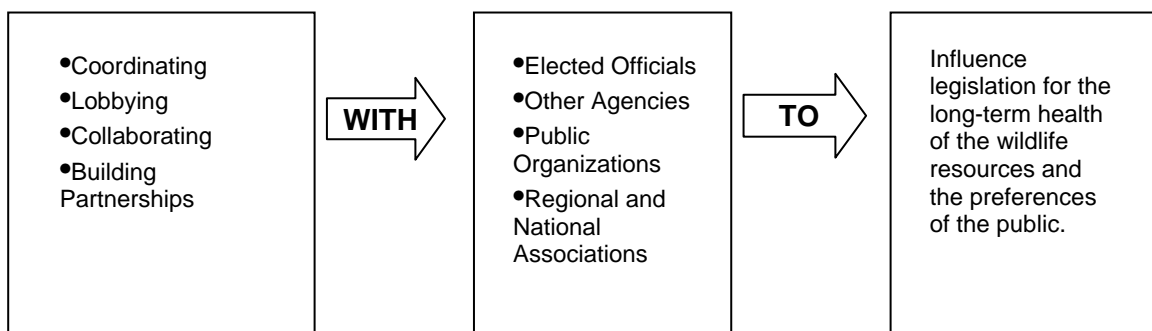 •Coordinating
•Lobbying
•Collaborating
•Building
Partnerships
WITH
•Elected Officials
•Other Agencies
•Public
Organizations
•Regional and
National
Associations
TO
Influence
legislation for the
long-term health
of the wildlife
resources and
the preferences
of the public.